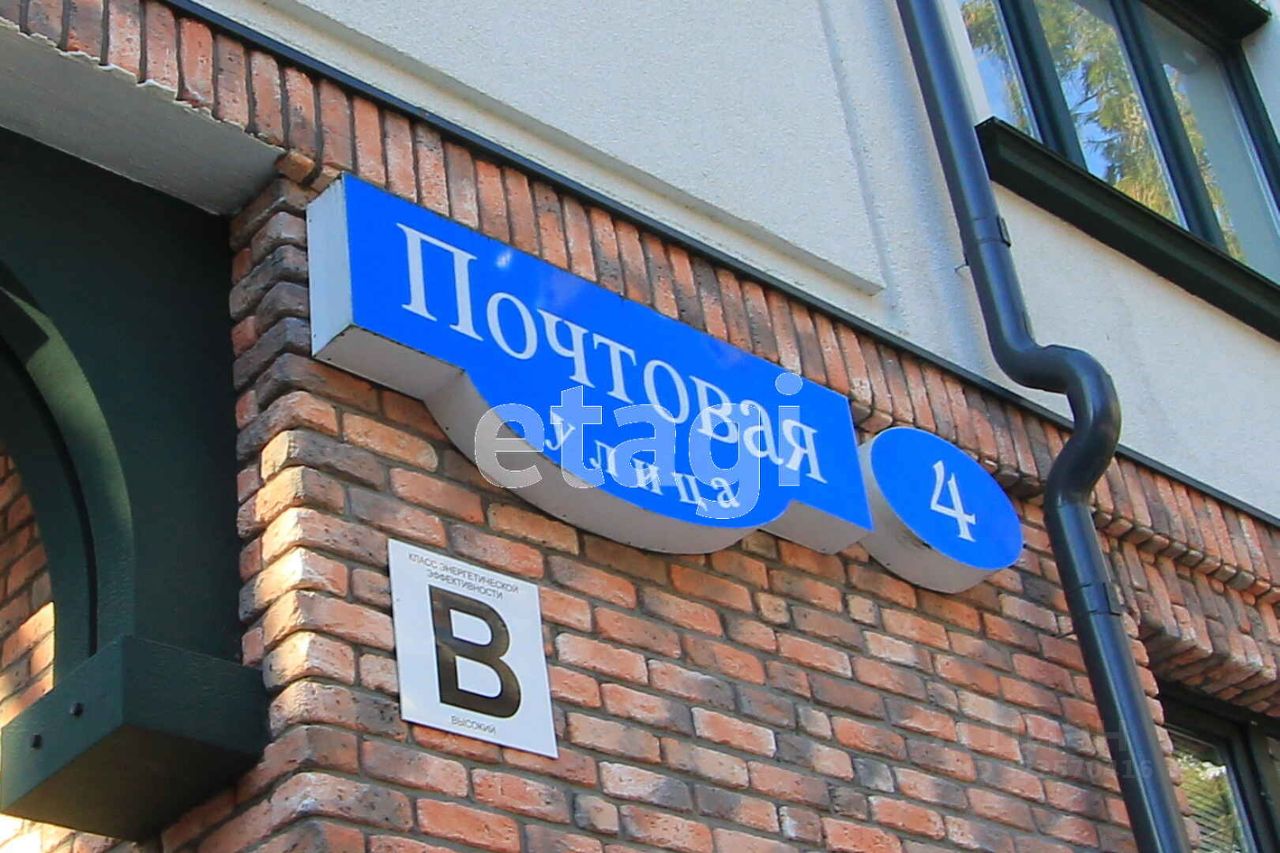 Почтовая
улица
4
etagi
КЛАСС ЭНЕРГЕТИЧЕСКОЙ
ЭФФЕКТИВНОСТИ
B
ВЫСОКИЙ